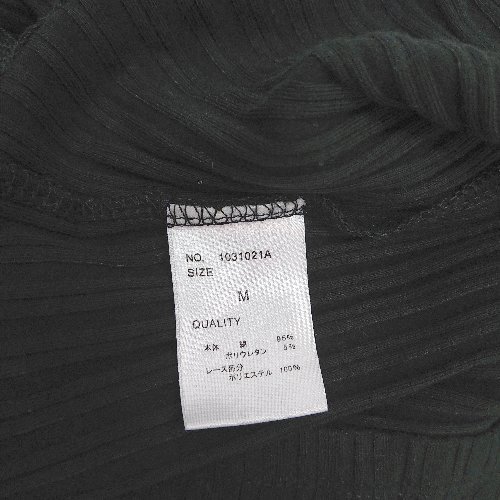 NO. 1031021A
SIZE
M
QUALITY
本体 綿 95%
ポリウレタン 5%
レース部分
ポリエステル 100%